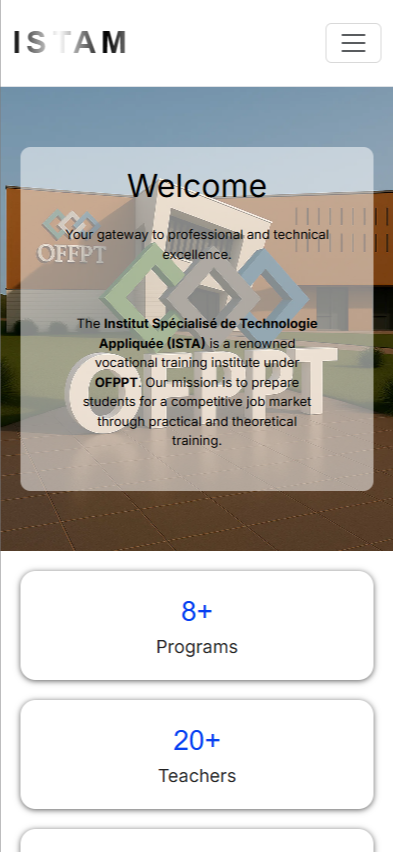 ISTAM
Welcome
OFFPT
Your gateway to professional and technical
excellence.
The Institut Spécialisé de Technologie
Appliquée (ISTA) is a renowned
vocational training institute under
OFPPT. Our mission is to prepare
students for a competitive job market
through practical and theoretical
training.
OFPPT
8+
Programs
20+
Teachers